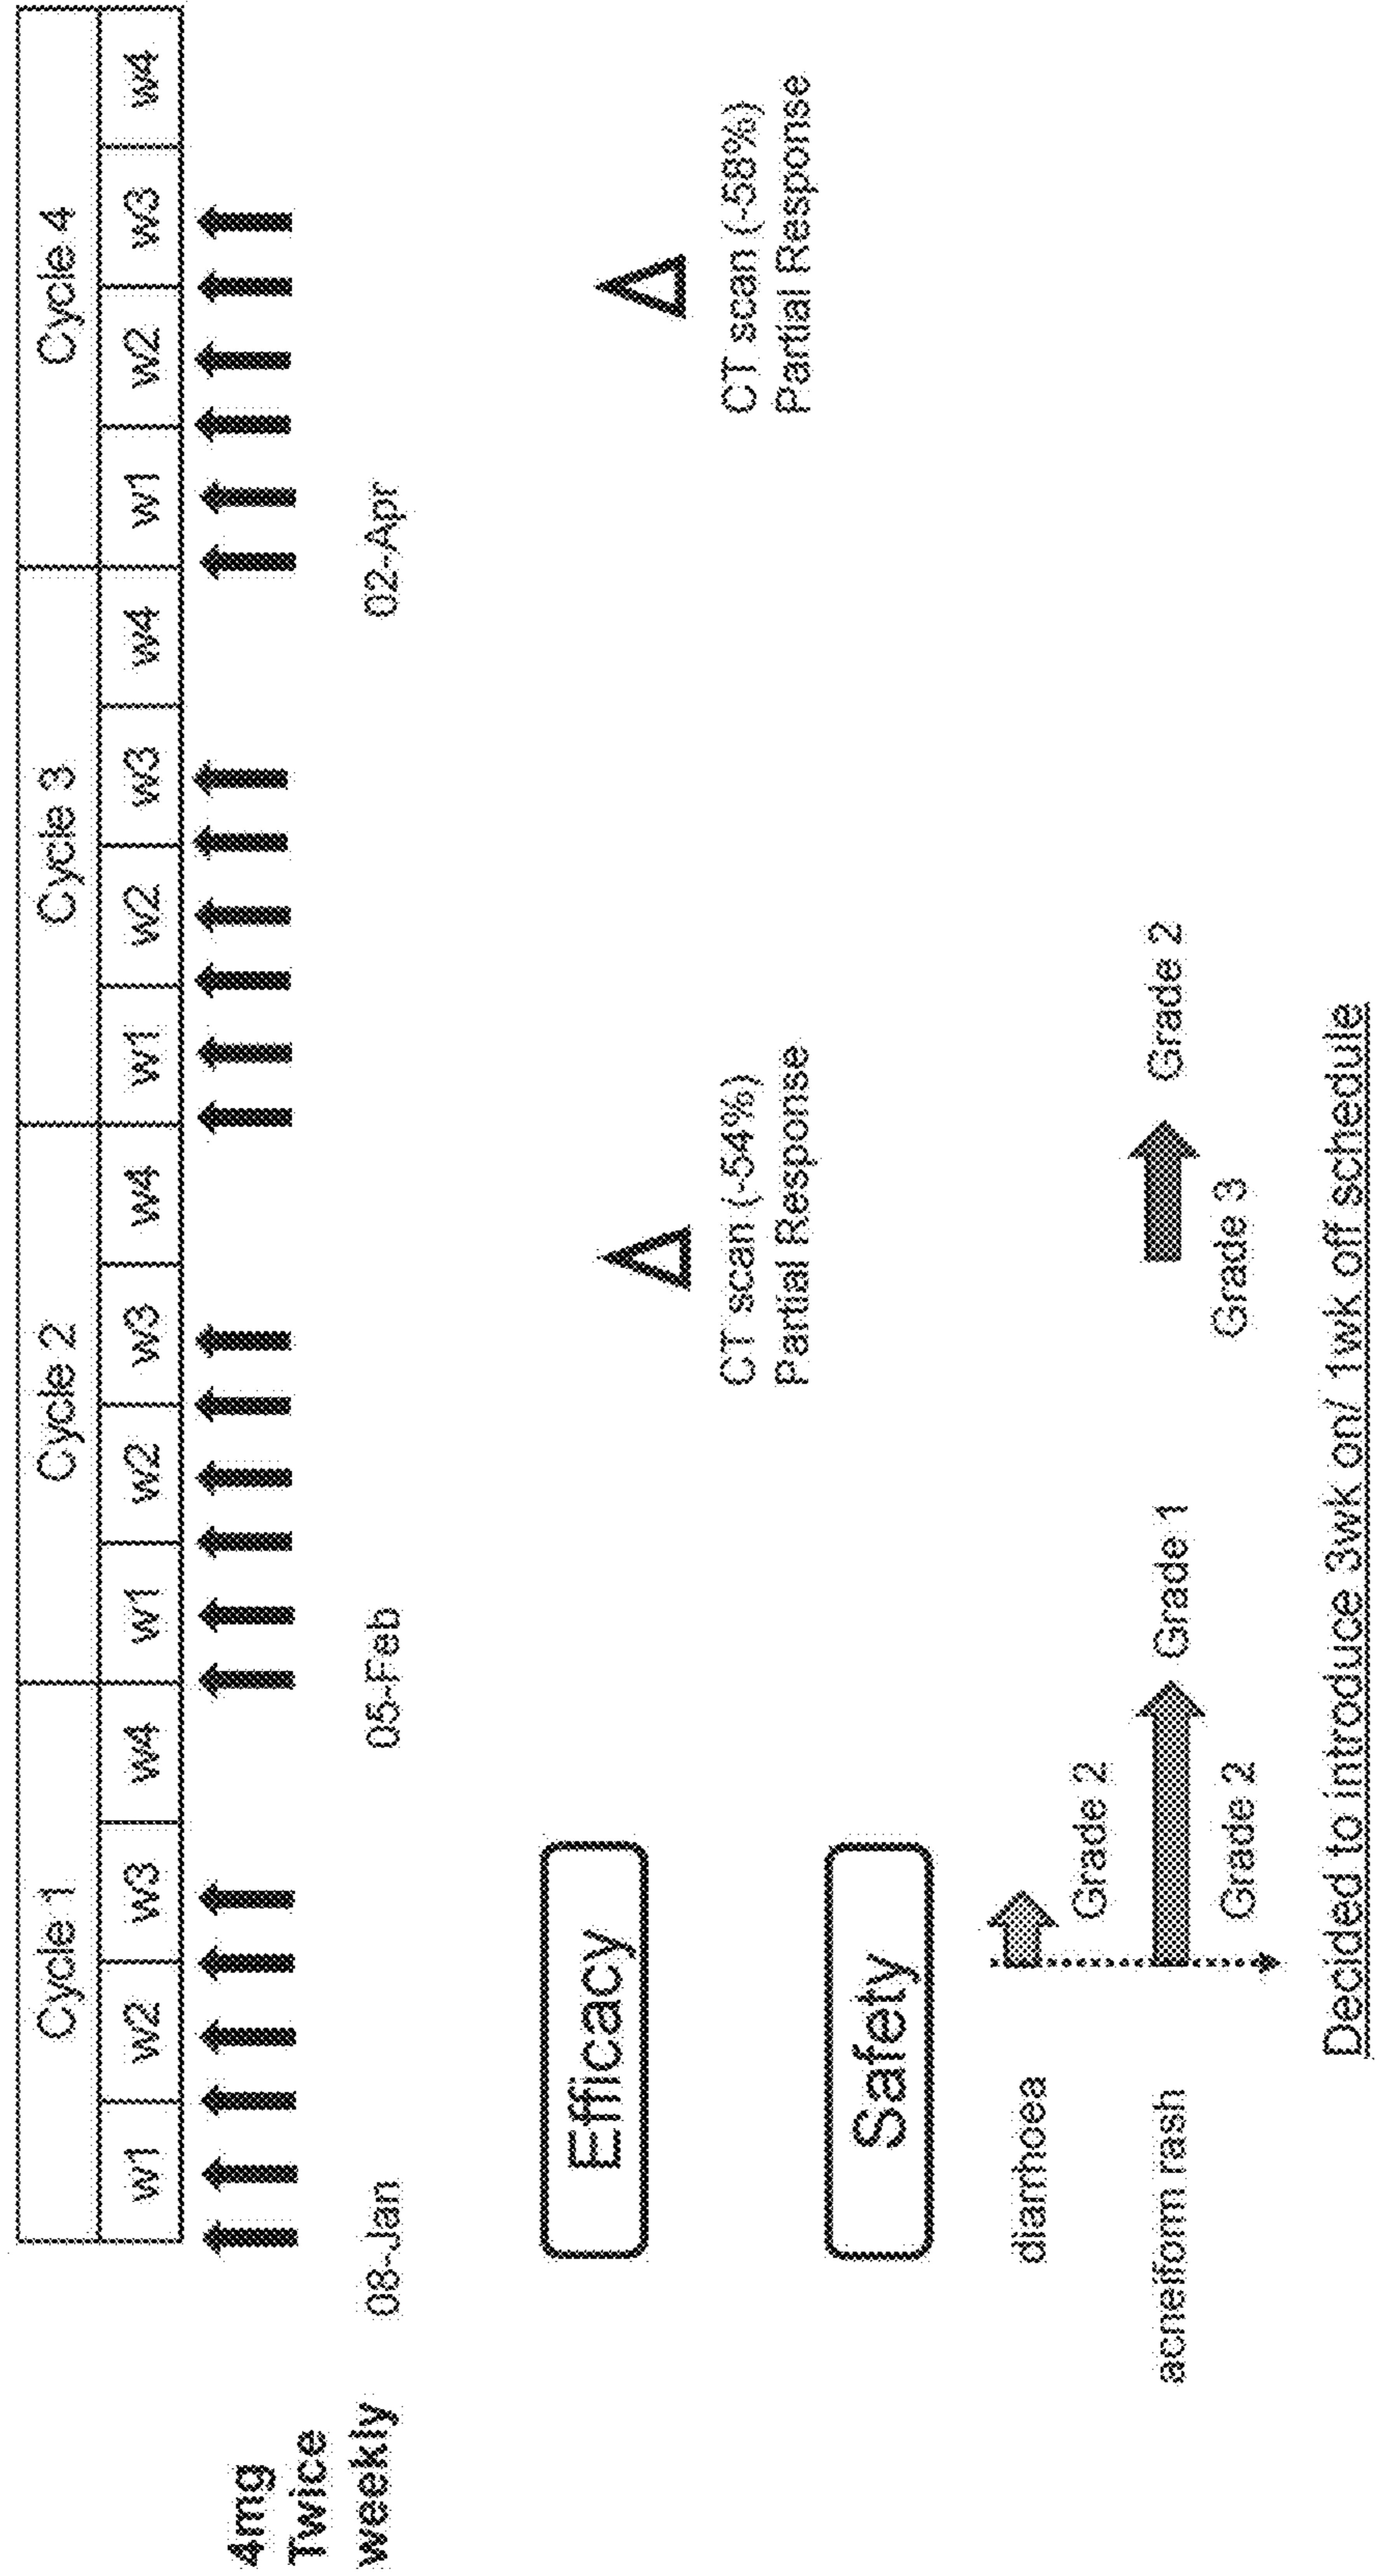 Cycle 1
Cycle 2
Cycle 3
Cycle 4
w1
w2
w3
w4
w1
w2
w3
w4
w1
w2
w3
w4
w1
w2
w3
w4
4mg
Twice
weekly
08-Jan
05-Feb
02-Apr
Efficacy
CT scan (-54%)
Partial Response
CT scan (-58%)
Partial Response
Safety
diarrhoea
Grade 2
acneiform rash
Grade 1
Grade 2
Grade 2
Grade 3
Decided to introduce 3wk on/ 1wk off schedule